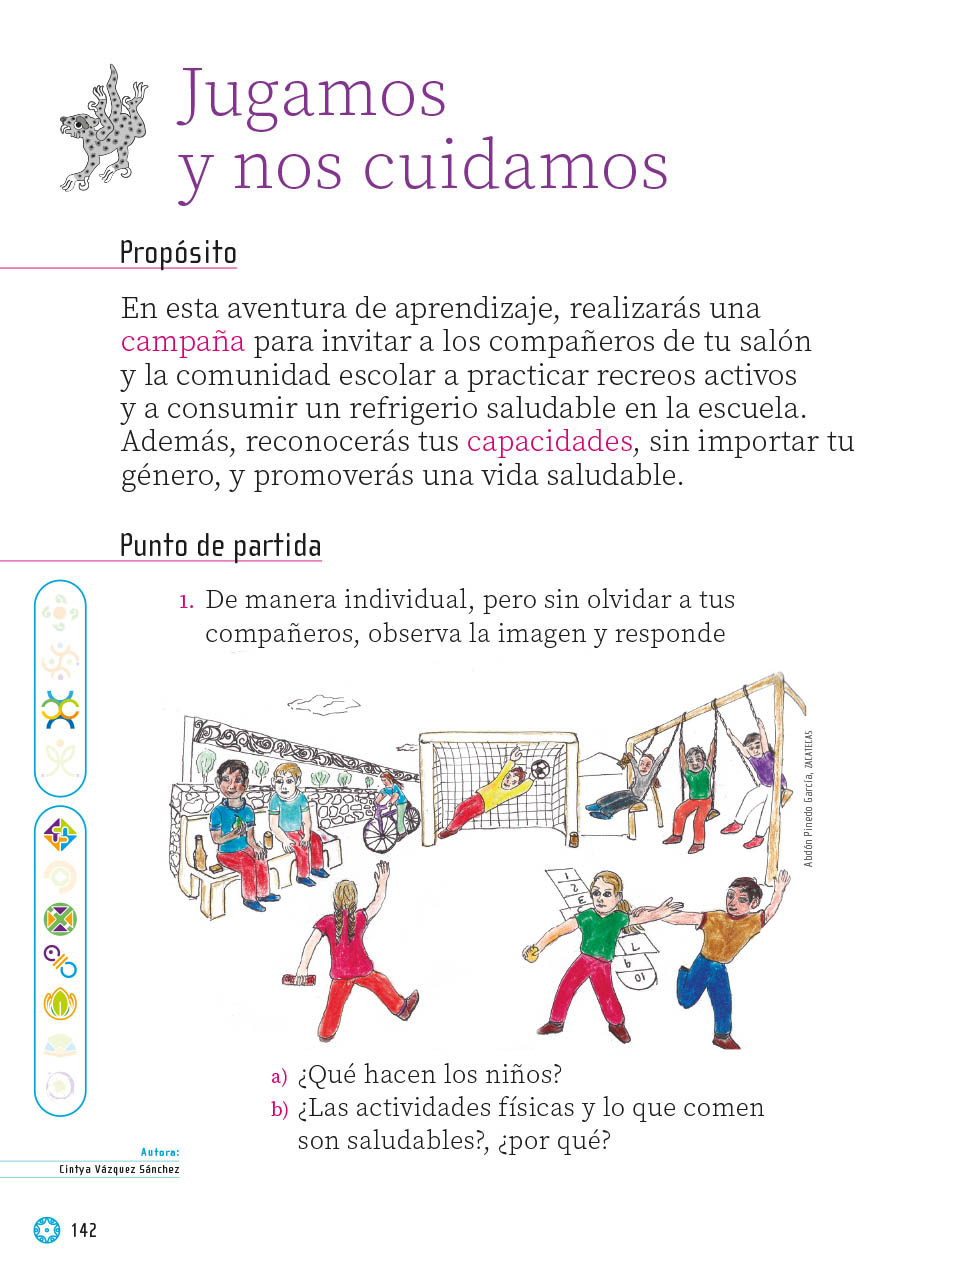 Jugamos
y nos cuidamos
Propósito
En esta aventura de aprendizaje, realizarás una
campaña para invitar a los compañeros de tu salón
y la comunidad escolar a practicar recreos activos
y a consumir un refrigerio saludable en la escuela.
Además, reconocerás tus capacidades, sin importar tu
género, y promoverás una vida saludable.
Punto de partida
1. De manera individual, pero sin olvidar a tus
compañeros, observa la imagen y responde
Abdón Pinedo García, ZACATECAS
1
2
3
7
9
10
a) ¿Qué hacen los niños?
b) ¿Las actividades físicas y lo que comen
son saludables?, ¿por qué?
Autora:
Cintya Vázquez Sánchez
142